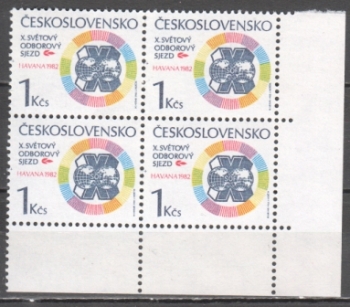 ČESKOSLOVENSKO
X. SVĚTOVÝ
ODBOROVÝ
SJEZD
HAVANA 1982
1 Kčs
ČESKOSLOVENSKO
X. SVĚTOVÝ
ODBOROVÝ
SJEZD
HAVANA 1982
1 Kčs
ČESKOSLOVENSKO
X. SVĚTOVÝ
ODBOROVÝ
SJEZD
HAVANA 1982
1 Kčs
ČESKOSLOVENSKO
X. SVĚTOVÝ
ODBOROVÝ
SJEZD
HAVANA 1982
1 Kčs